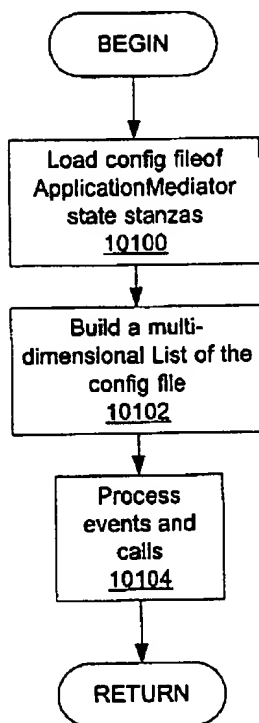 BEGIN
Load config fileof
ApplicationMediator
state stanzas
10100
Build a multi-
dimensional List of the
config file
10102
Process
events and
calls
10104
RETURN